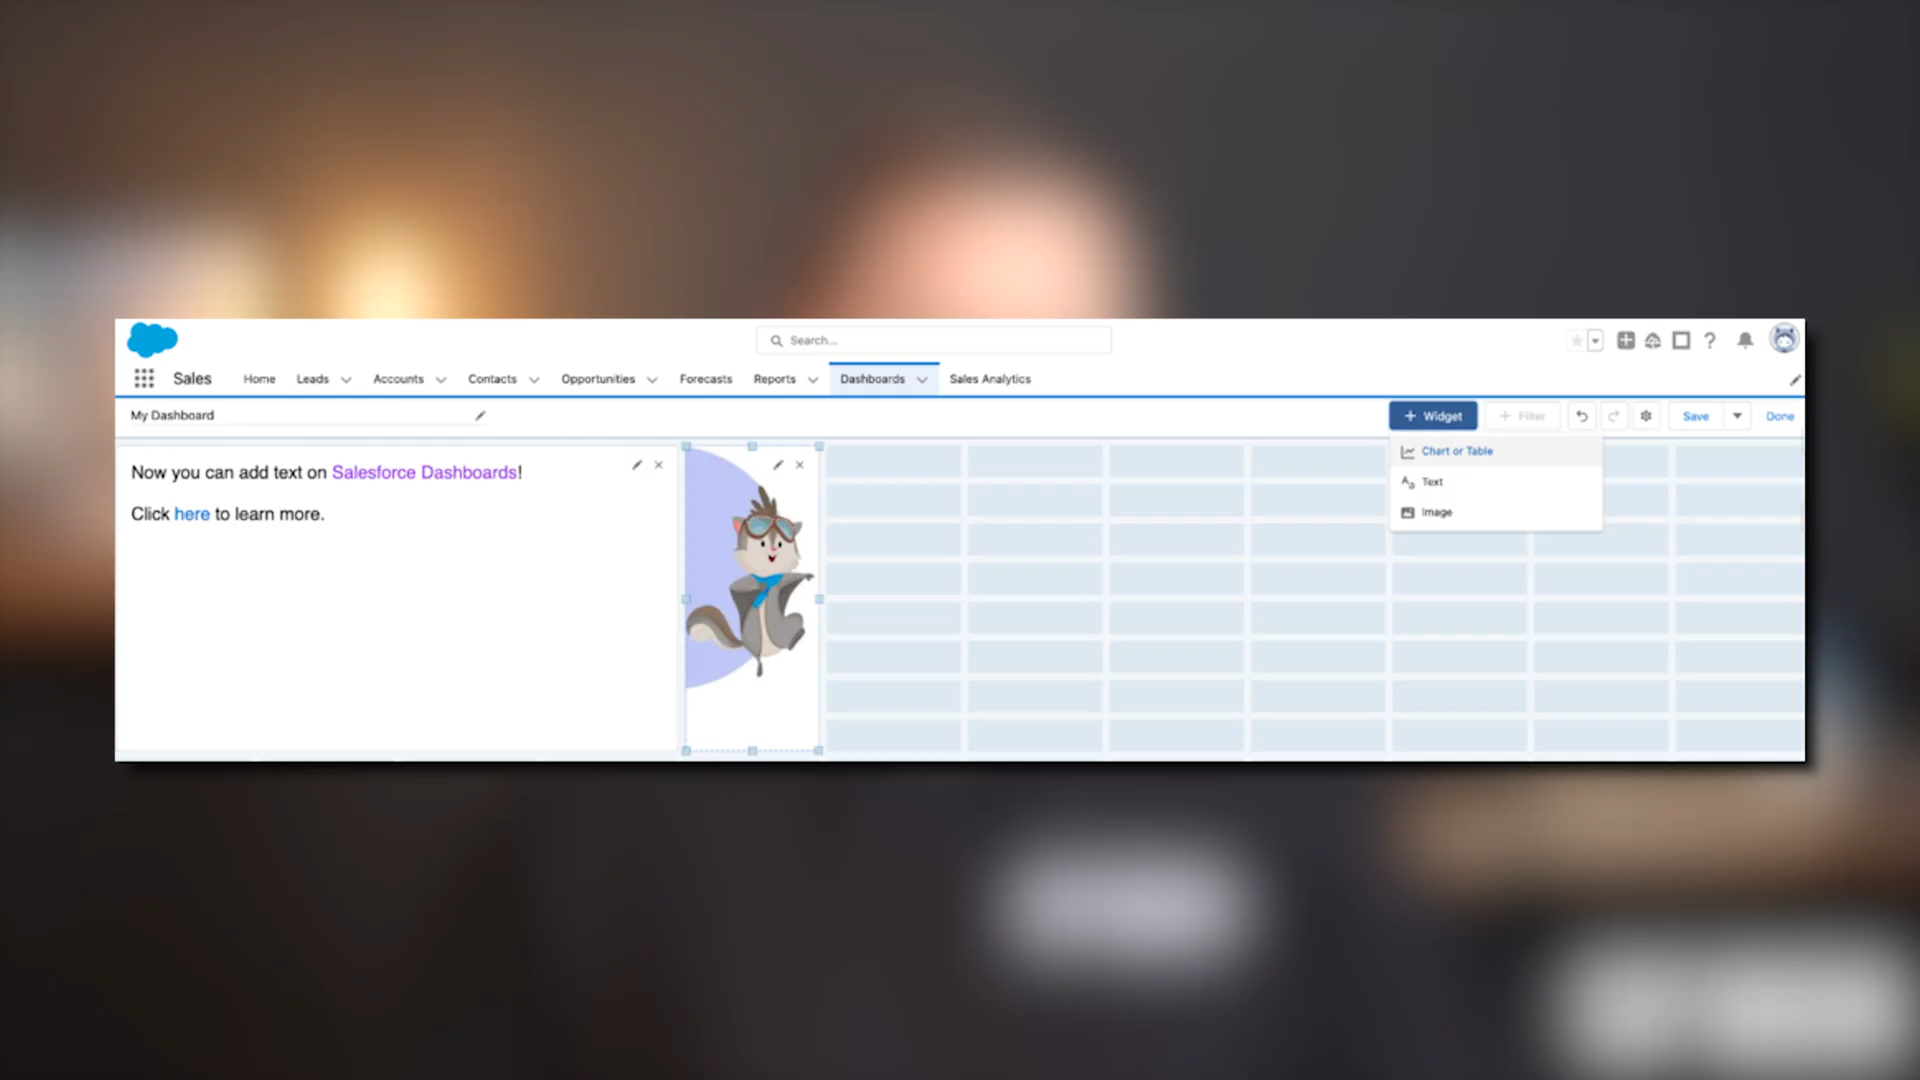 Search...
Sales Home Leads Accounts Contacts Opportunities Forecasts Reports Dashboards Sales Analytics
My Dashboard
+ Widget + Filter Save Done
Now you can add text on Salesforce Dashboards!
Click here to learn more.
Chart or Table
Text
Image